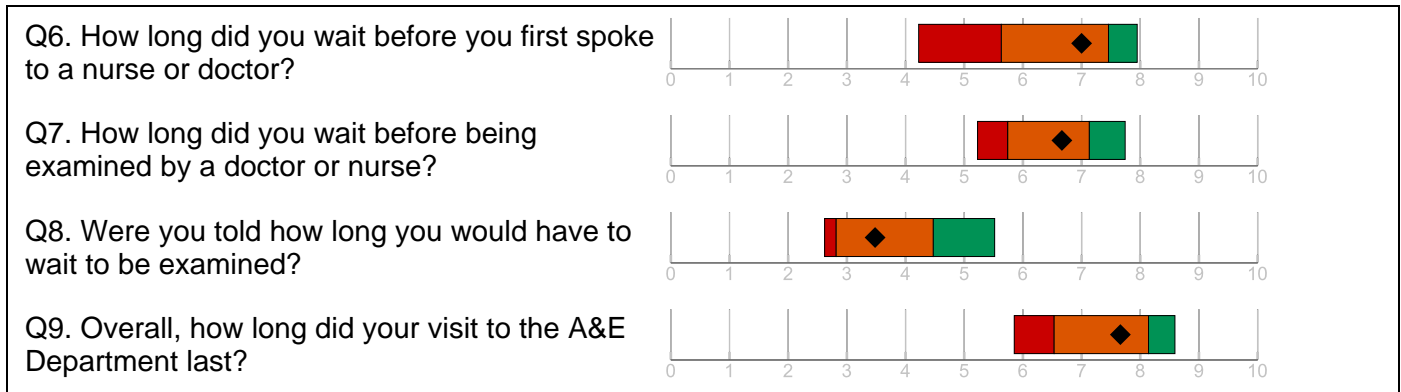 Q6. How long did you wait before you first spoke
to a nurse or doctor?
0 1 2 3 4 5 6 7 8 9 10
Q7. How long did you wait before being
examined by a doctor or nurse?
0 1 2 3 4 5 6 7 8 9 10
Q8. Were you told how long you would have to
wait to be examined?
0 1 2 3 4 5 6 7 8 9 10
Q9. Overall, how long did your visit to the A&E
Department last?
0 1 2 3 4 5 6 7 8 9 10